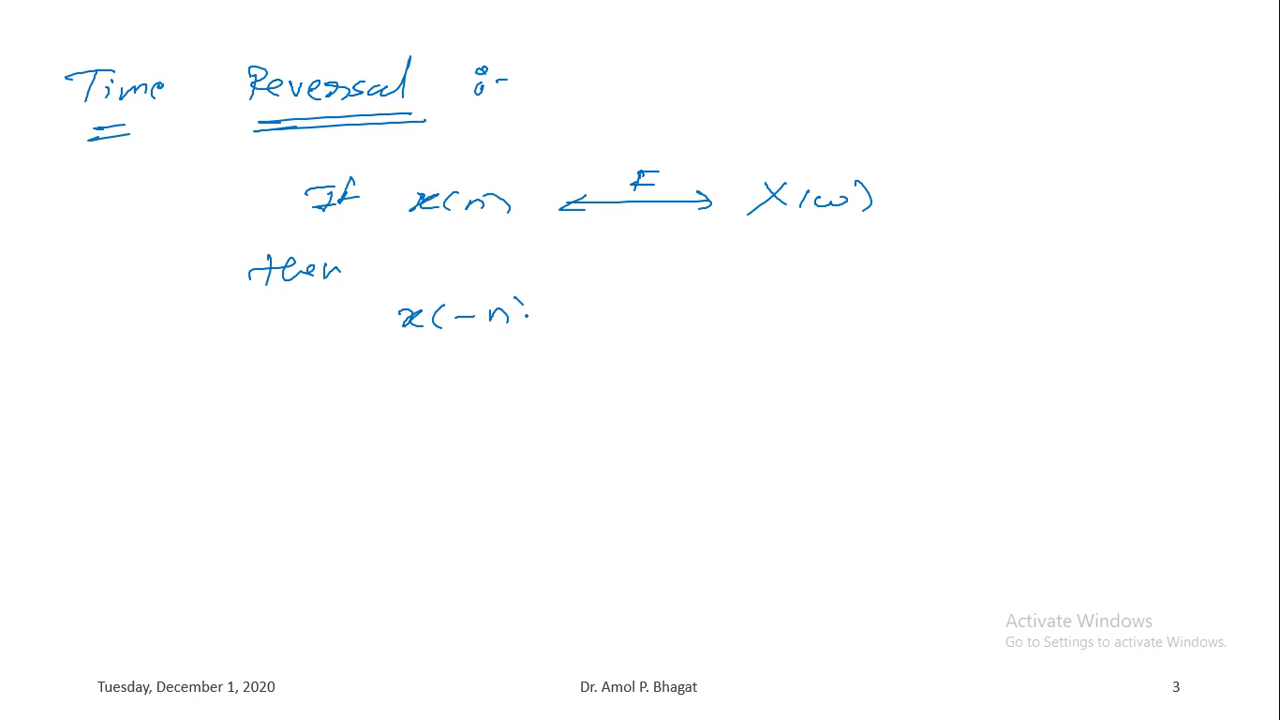 Time Reversal :-
If x(n) <--F--> X(ω)
then
x(-n)
Activate Windows
Go to Settings to activate Windows.
Tuesday, December 1, 2020 Dr. Amol P. Bhagat 3